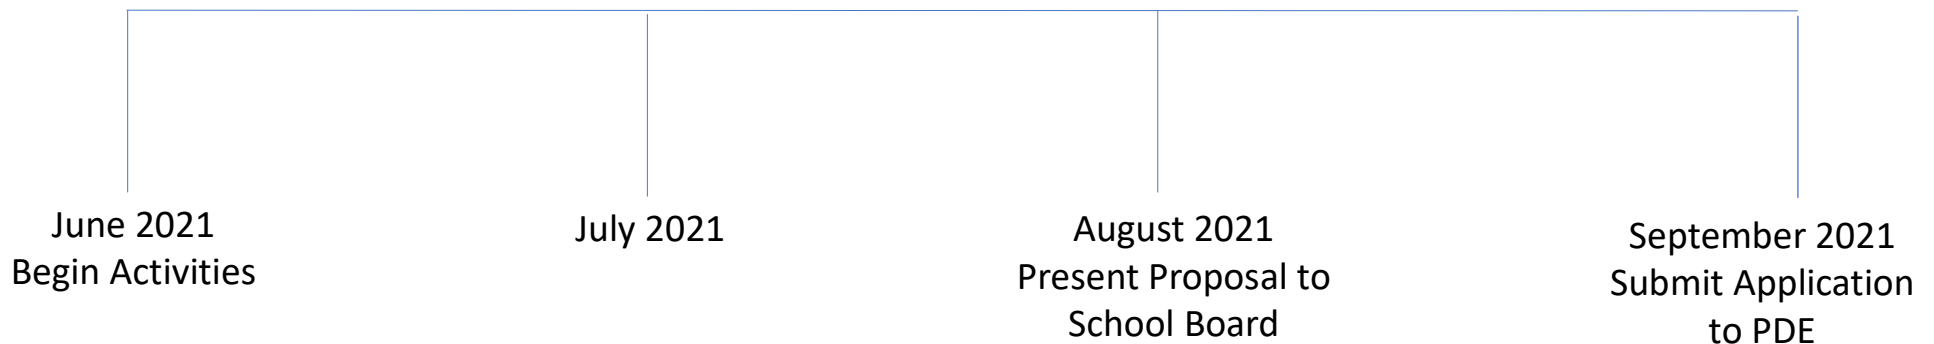 June 2021
Begin Activities
July 2021
August 2021
Present Proposal to
School Board
September 2021
Submit Application
to PDE